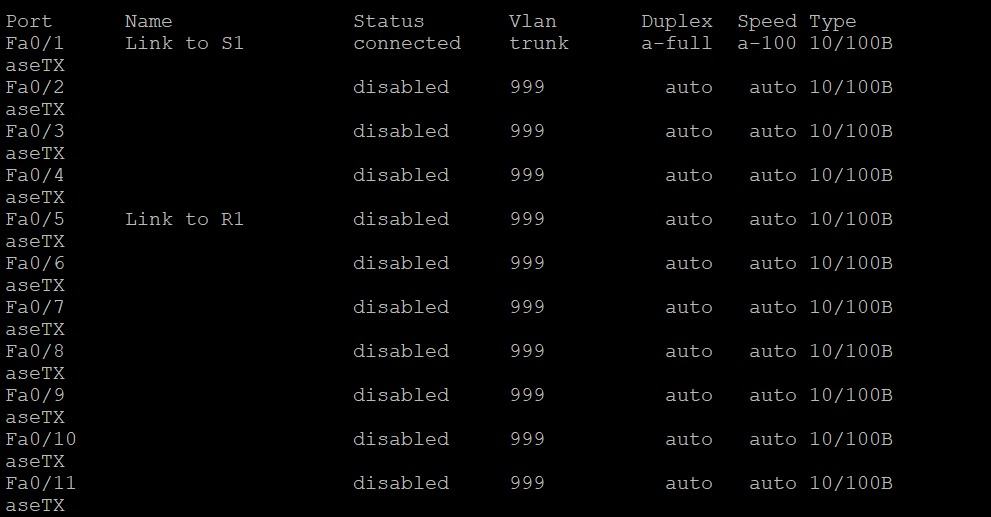 Port      Name               Status       Vlan       Duplex  Speed Type
Fa0/1     Link to S1         connected    trunk      a-full  a-100 10/100B
aseTX
Fa0/2                        disabled     999          auto   auto 10/100B
aseTX
Fa0/3                        disabled     999          auto   auto 10/100B
aseTX
Fa0/4                        disabled     999          auto   auto 10/100B
aseTX
Fa0/5     Link to R1         disabled     999          auto   auto 10/100B
aseTX
Fa0/6                        disabled     999          auto   auto 10/100B
aseTX
Fa0/7                        disabled     999          auto   auto 10/100B
aseTX
Fa0/8                        disabled     999          auto   auto 10/100B
aseTX
Fa0/9                        disabled     999          auto   auto 10/100B
aseTX
Fa0/10                       disabled     999          auto   auto 10/100B
aseTX
Fa0/11                       disabled     999          auto   auto 10/100B
aseTX